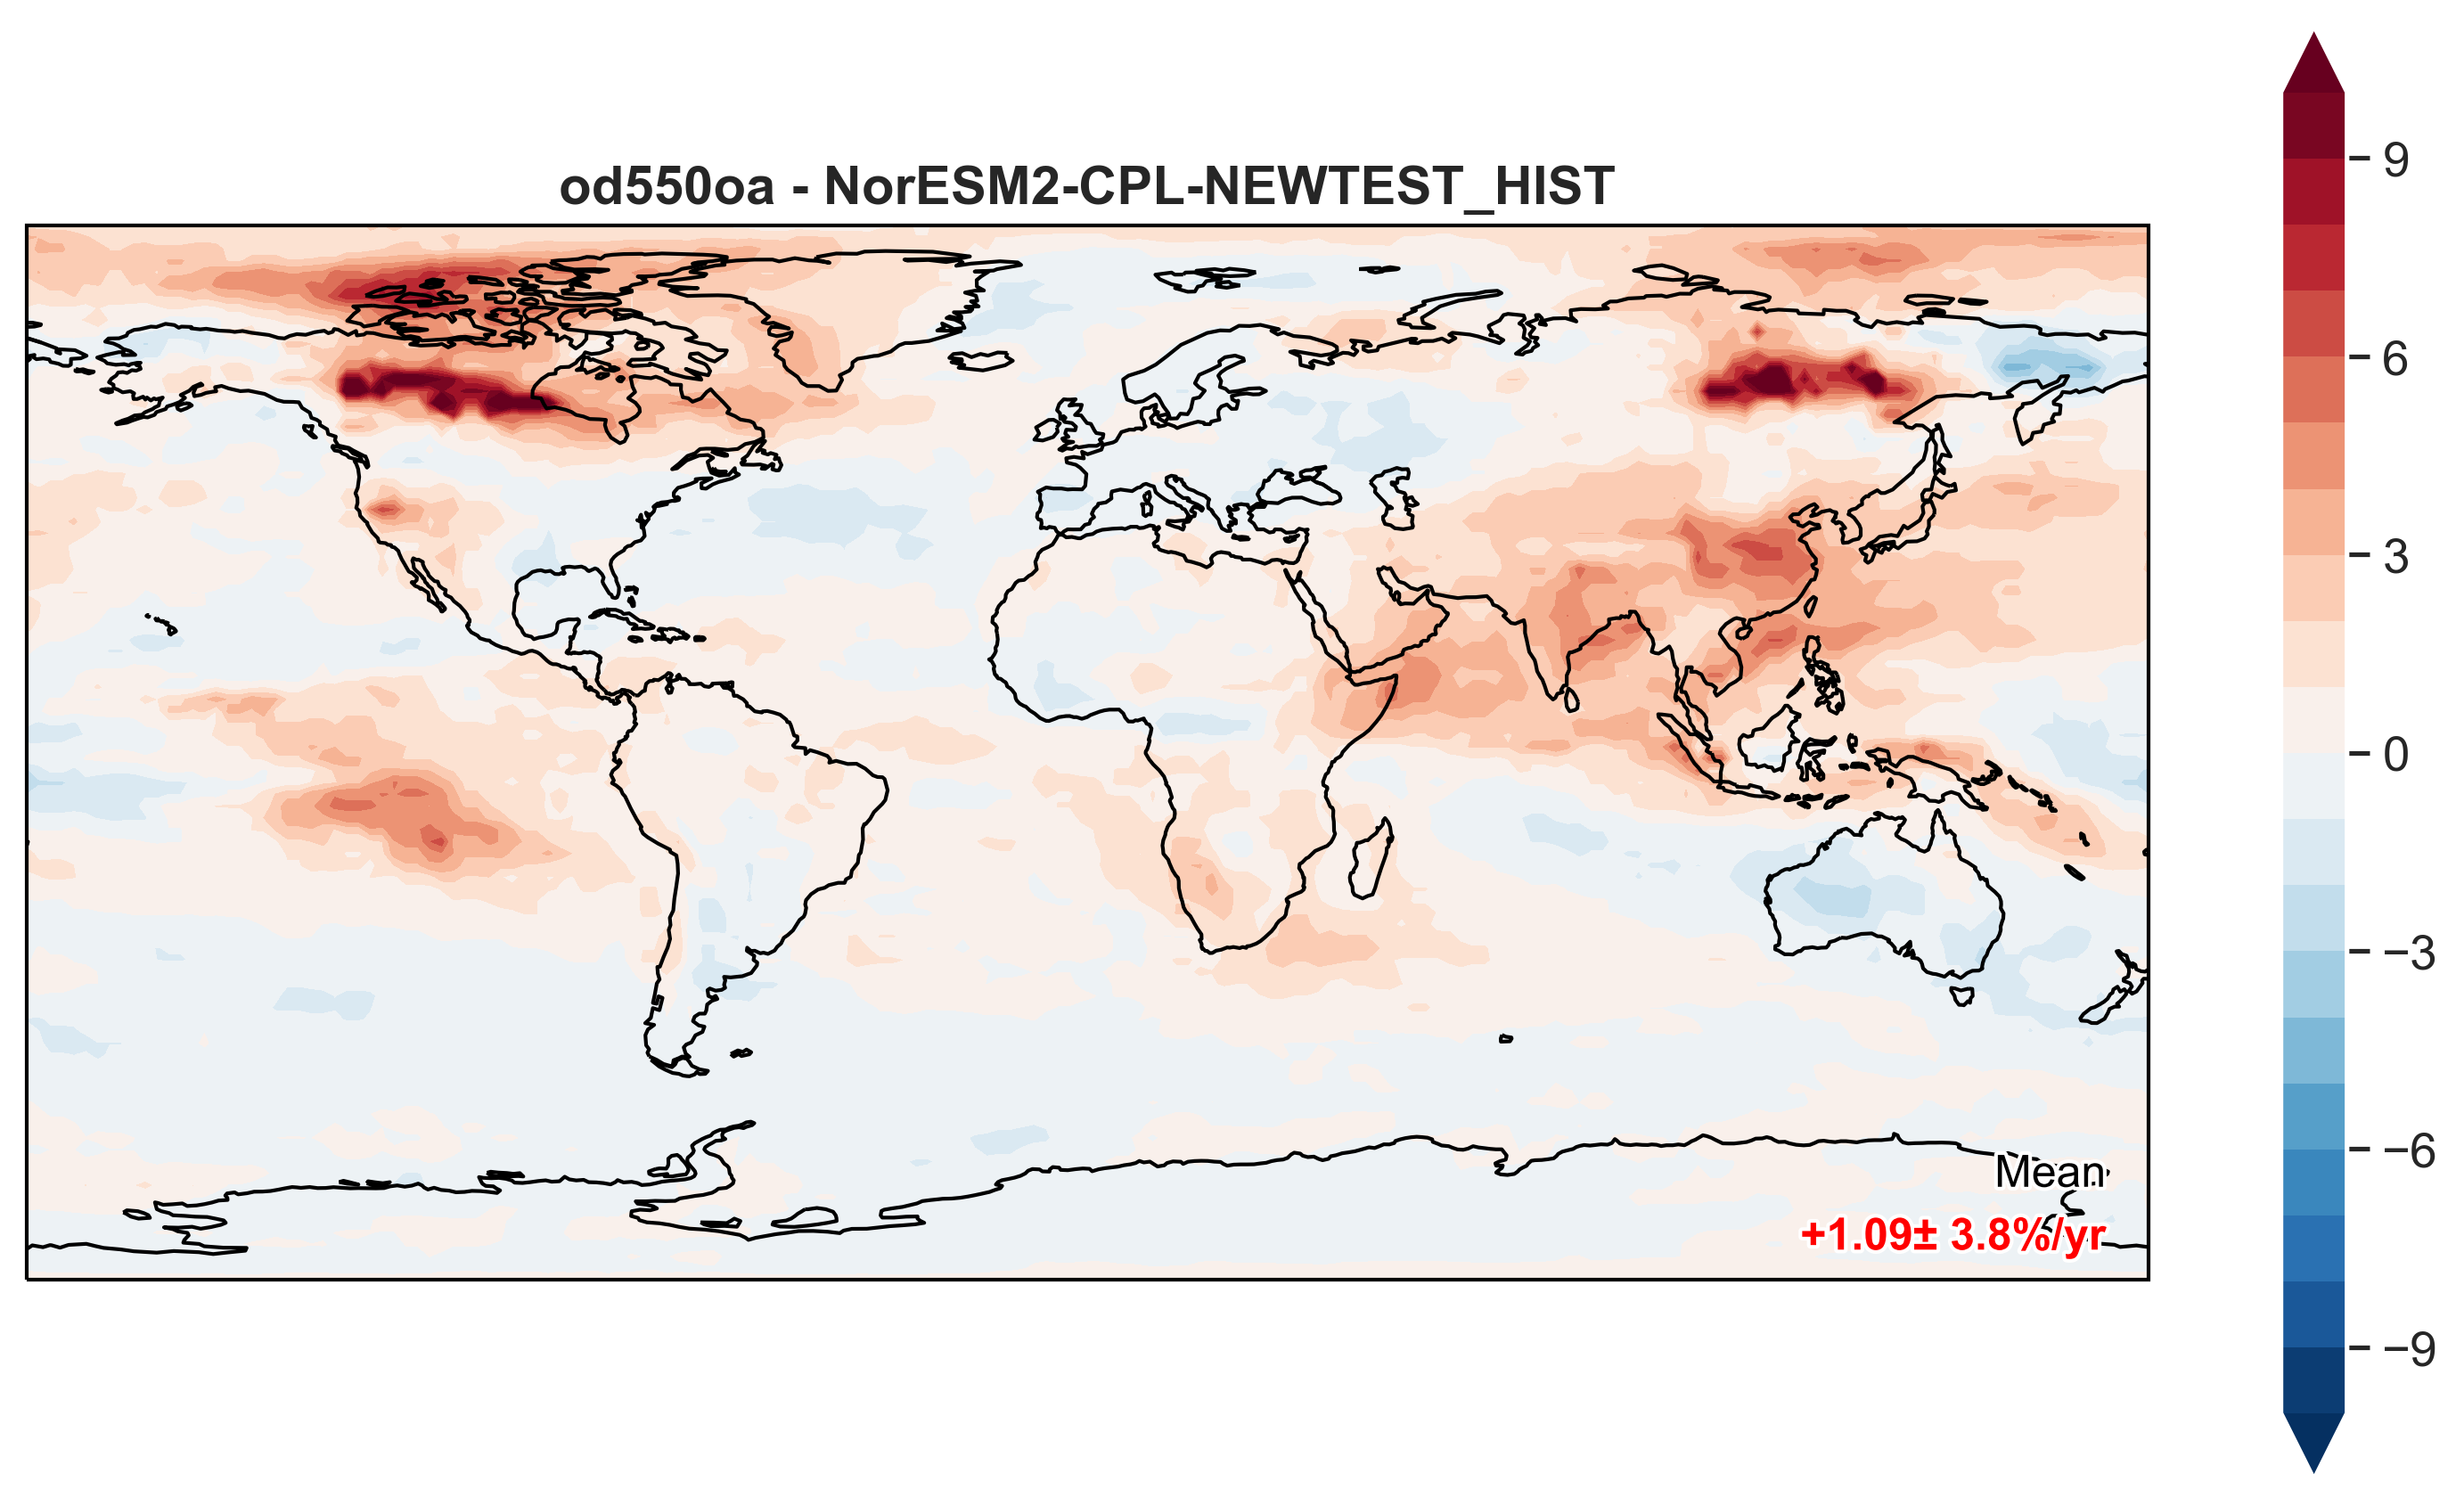 od550oa - NorESM2-CPL-NEWTEST_HIST
9
6
3
0
−3
−6
−9
Mean
+1.09± 3.8%/yr